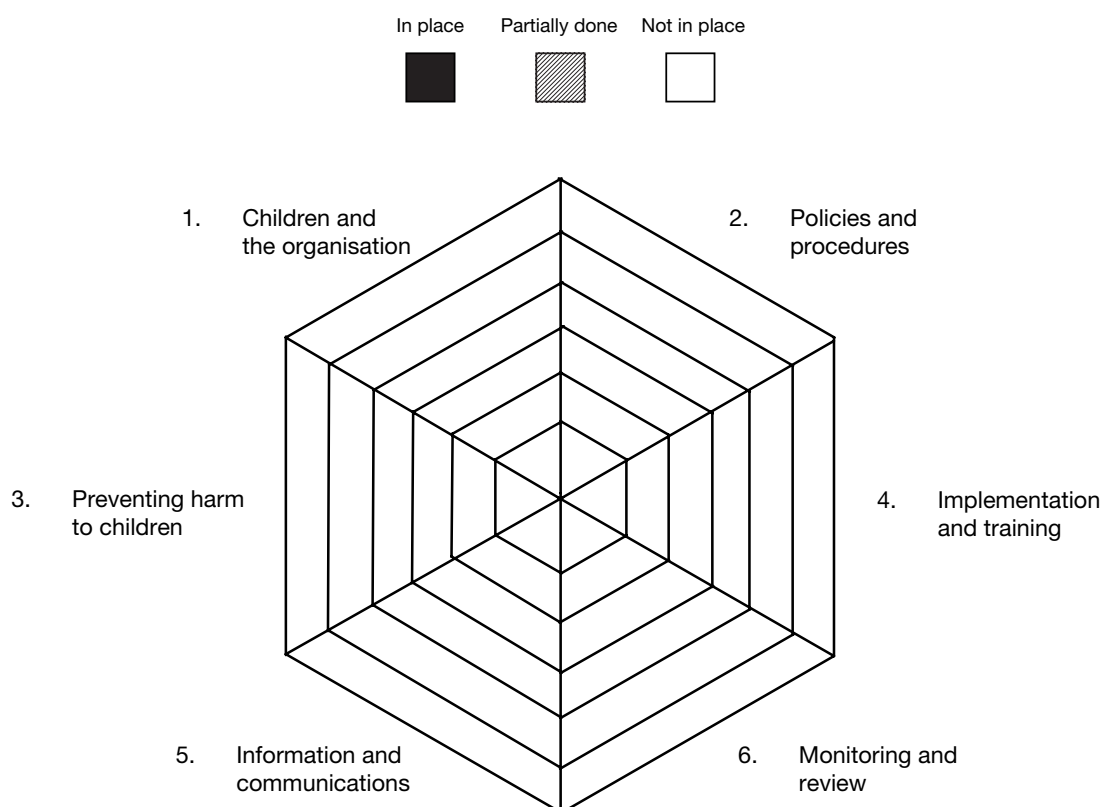 In place Partially done Not in place
1. Children and
the organisation
2. Policies and
procedures
3. Preventing harm
to children
4. Implementation
and training
5. Information and
communications
6. Monitoring and
review